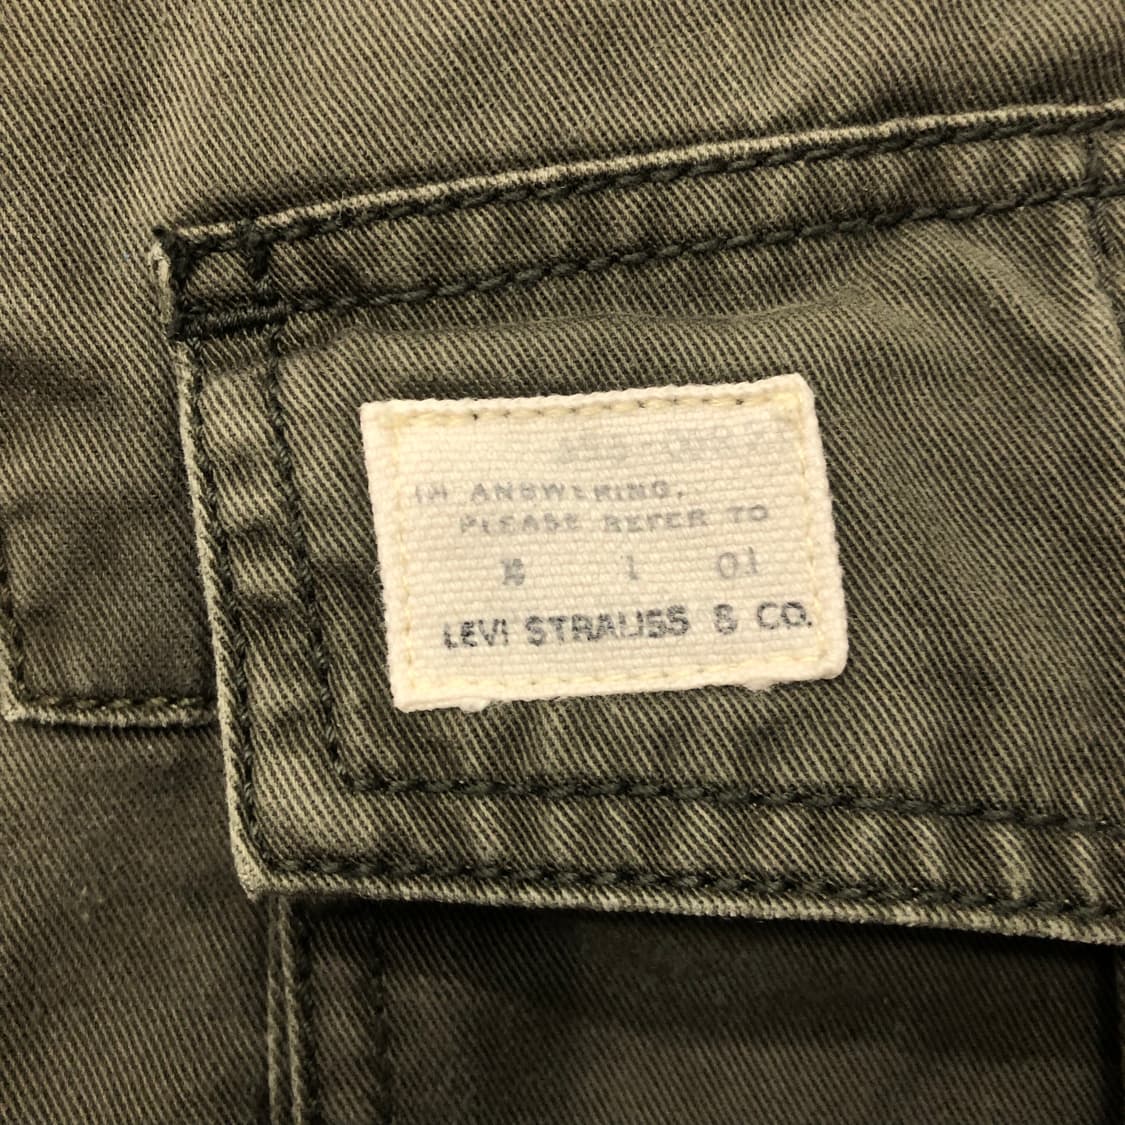 IN ANSWERING,
PLEASE REFER TO
1 01
LEVI STRAUSS & CO.